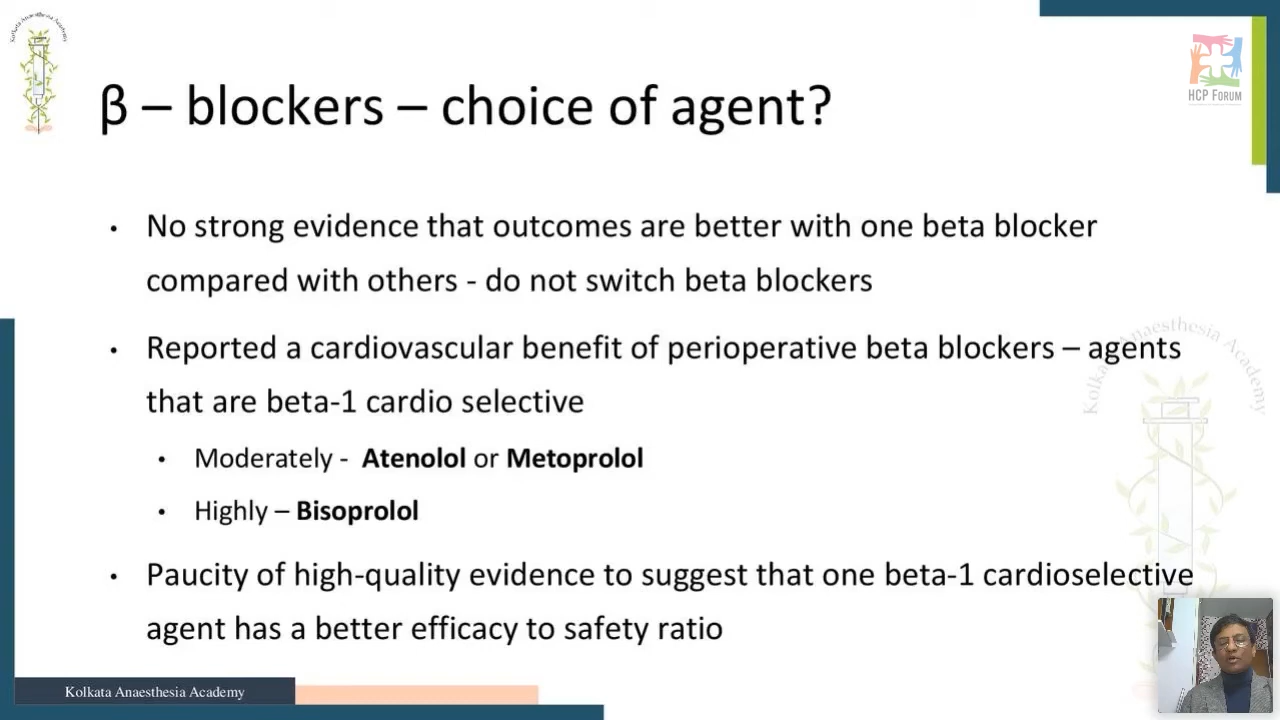 Kolkata Anaesthesia Academy
HCP FORUM
β – blockers – choice of agent?
• No strong evidence that outcomes are better with one beta blocker
compared with others - do not switch beta blockers
• Reported a cardiovascular benefit of perioperative beta blockers – agents
that are beta-1 cardio selective
• Moderately - Atenolol or Metoprolol
• Highly – Bisoprolol
• Paucity of high-quality evidence to suggest that one beta-1 cardioselective
agent has a better efficacy to safety ratio
Kolkata Anaesthesia Academy
Kolkata Anaesthesia Academy